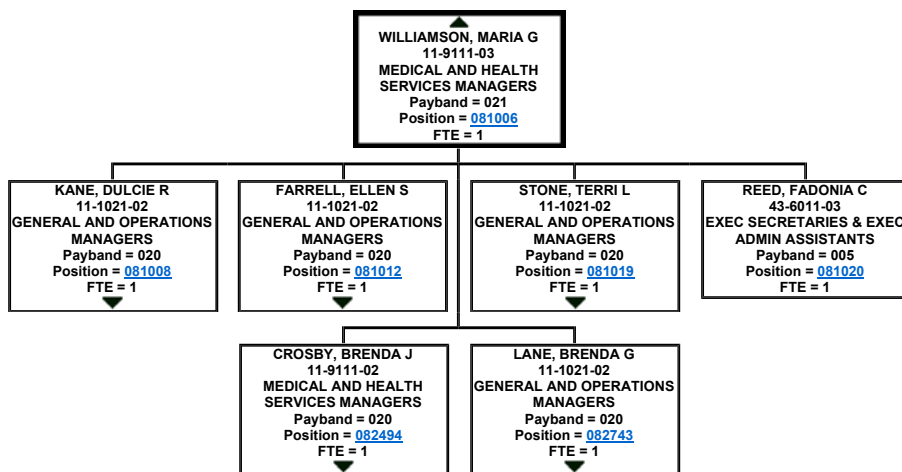 WILLIAMSON, MARIA G
11-9111-03
MEDICAL AND HEALTH
SERVICES MANAGERS
Payband = 021
Position = 081006
FTE = 1
KANE, DULCIE R
11-1021-02
GENERAL AND OPERATIONS
MANAGERS
Payband = 020
Position = 081008
FTE = 1
FARRELL, ELLEN S
11-1021-02
GENERAL AND OPERATIONS
MANAGERS
Payband = 020
Position = 081012
FTE = 1
STONE, TERRI L
11-1021-02
GENERAL AND OPERATIONS
MANAGERS
Payband = 020
Position = 081019
FTE = 1
REED, FADONIA C
43-6011-03
EXEC SECRETARIES & EXEC
ADMIN ASSISTANTS
Payband = 005
Position = 081020
FTE = 1
CROSBY, BRENDA J
11-9111-02
MEDICAL AND HEALTH
SERVICES MANAGERS
Payband = 020
Position = 082494
FTE = 1
LANE, BRENDA G
11-1021-02
GENERAL AND OPERATIONS
MANAGERS
Payband = 020
Position = 082743
FTE = 1